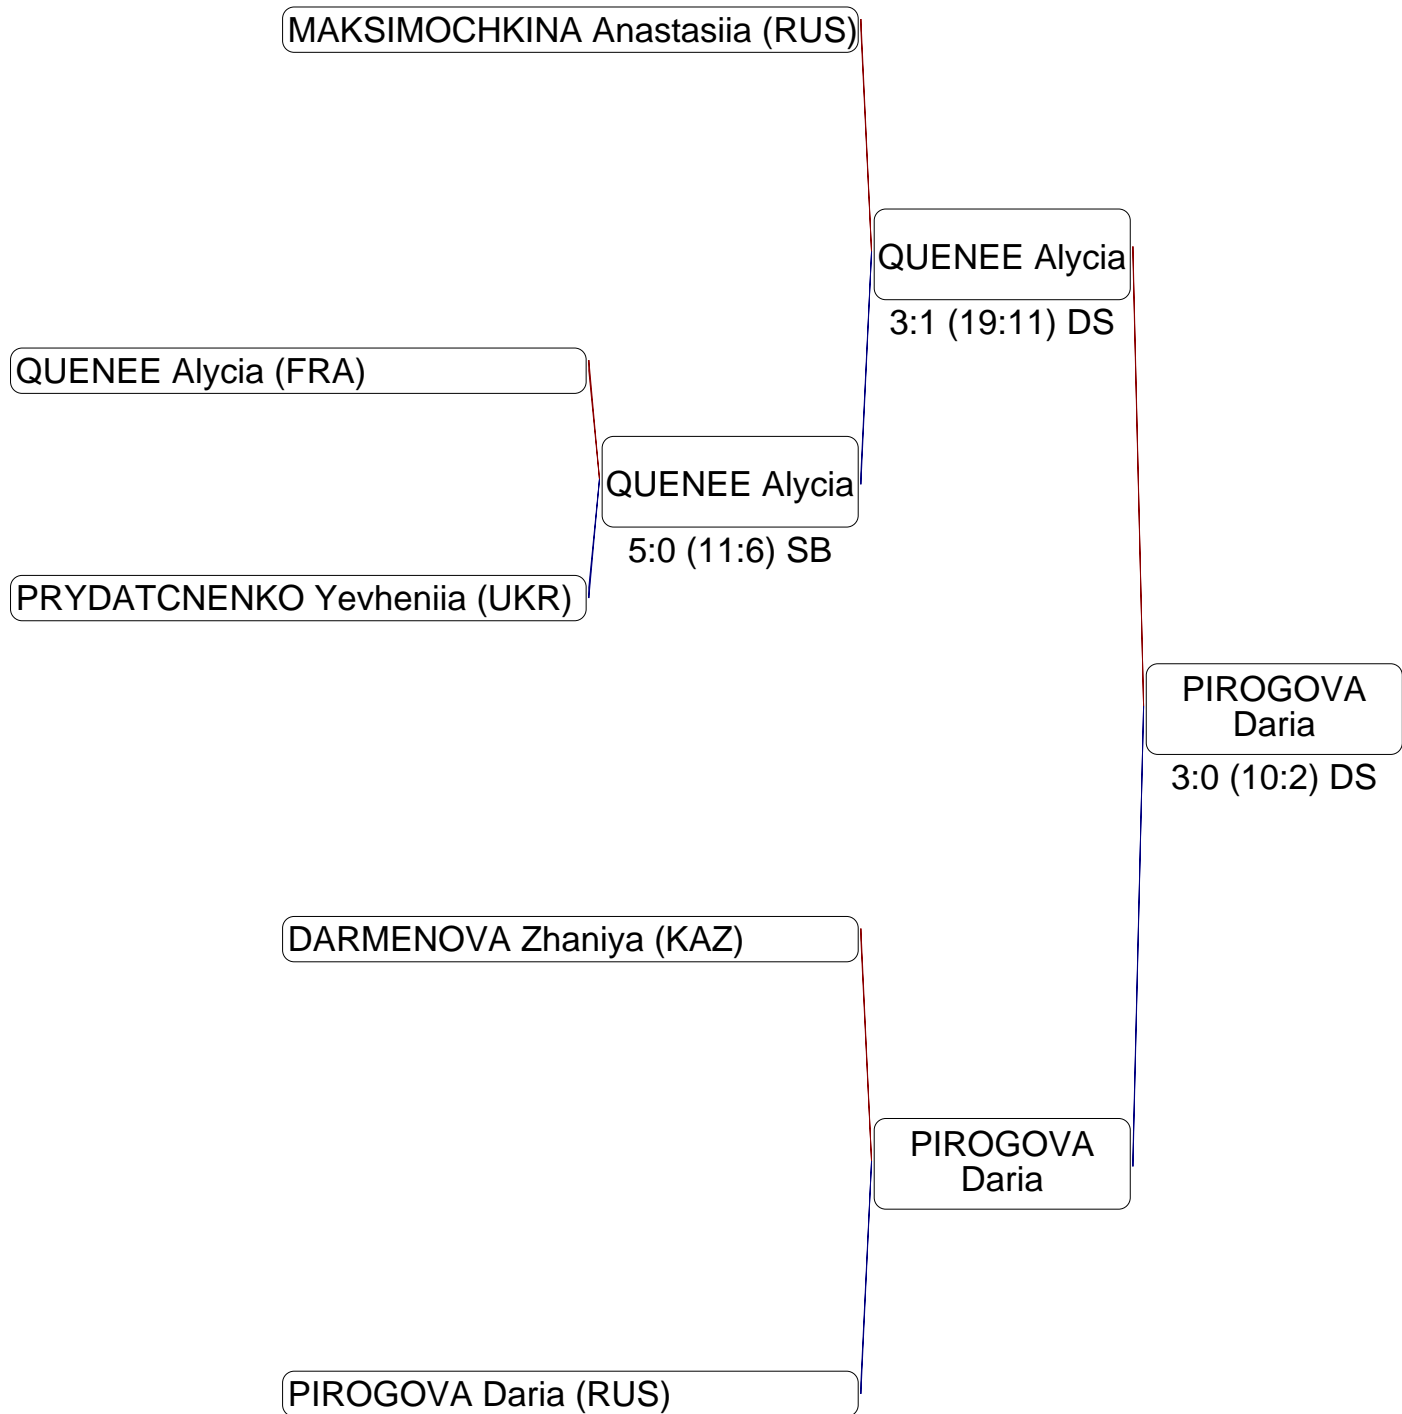 MAKSIMOCHKINA Anastasiia (RUS)
QUENEE Alycia
3:1 (19:11) DS
QUENEE Alycia (FRA)
QUENEE Alycia
5:0 (11:6) SB
PRYDATCNENKO Yevheniia (UKR)
PIROGOVA
Daria
3:0 (10:2) DS
DARMENOVA Zhaniya (KAZ)
PIROGOVA
Daria
PIROGOVA Daria (RUS)